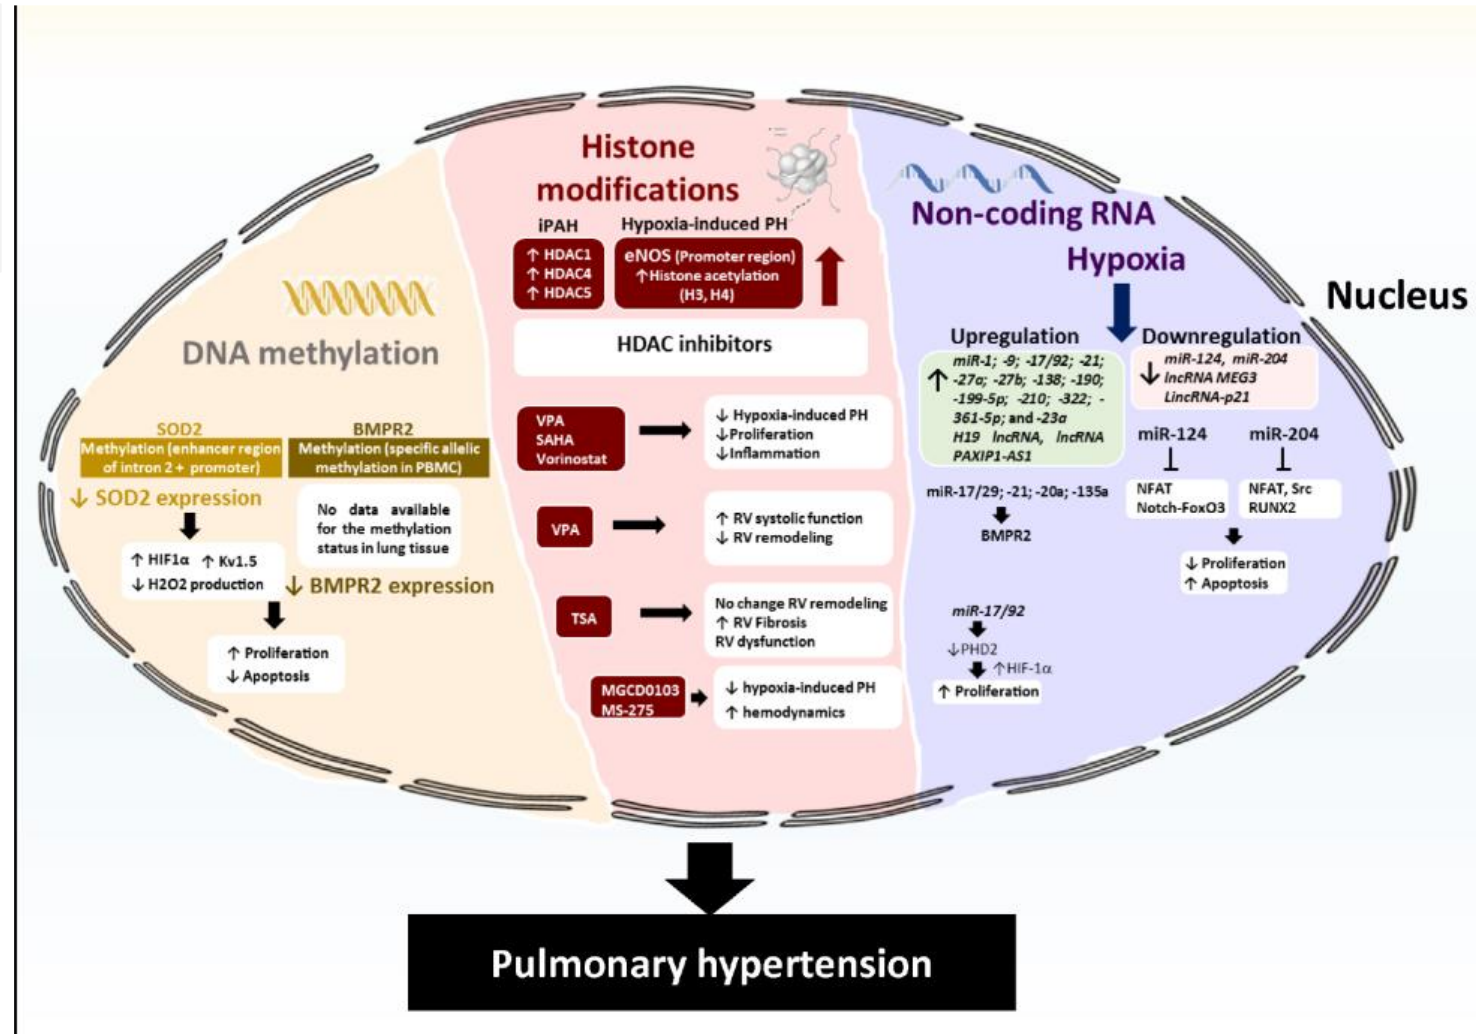 Nucleus
DNA methylation
SOD2
Methylation (enhancer region
of intron 2 + promoter)
↓ SOD2 expression
↑ HIF1α ↑ Kv1.5
↓ H2O2 production
BMPR2
Methylation (specific allelic
methylation in PBMC)
No data available
for the methylation
status in lung tissue
↓ BMPR2 expression
↑ Proliferation
↓ Apoptosis
Histone
modifications
iPAH
↑ HDAC1
↑ HDAC4
↑ HDAC5
Hypoxia-induced PH
eNOS (Promoter region)
↑Histone acetylation
(H3, H4)
HDAC inhibitors
VPA
SAHA
Vorinostat
↓ Hypoxia-induced PH
↓Proliferation
↓Inflammation
VPA
↑ RV systolic function
↓ RV remodeling
TSA
No change RV remodeling
↑ RV Fibrosis
RV dysfunction
MGCD0103
MS-275
↓ hypoxia-induced PH
↑ hemodynamics
Non-coding RNA
Hypoxia
Upregulation
↑ miR-1; -9; -17/92; -21;
-27a; -27b; -138; -190;
-199-5p; -210; -322; -
361-5p; and -23a
H19 lncRNA, lncRNA
PAXIP1-AS1
miR-17/29; -21; -20a; -135a
BMPR2
miR-17/92
↓PHD2
↑HIF-1α
↑ Proliferation
Downregulation
↓ miR-124, miR-204
lncRNA MEG3
LincRNA-p21
miR-124
NFAT
Notch-FoxO3
miR-204
NFAT, Src
RUNX2
↓ Proliferation
↑ Apoptosis
Pulmonary hypertension